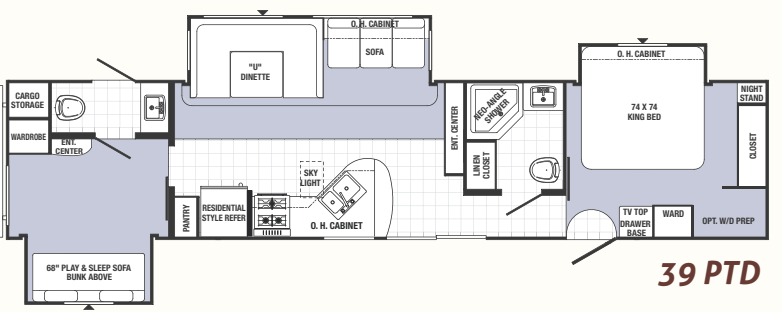 O. H. CABINET
SOFA
"U"
DINETTE
O. H. CABINET
74 X 74
KING BED
NIGHT
STAND
CLOSET
CARGO
STORAGE
WARDROBE
ENT.
CENTER
ENT. CENTER
NEO-ANGLE
SHOWER
LINEN
CLOSET
SKY
LIGHT
PANTRY
RESIDENTIAL
STYLE REFER
O. H. CABINET
TV TOP
DRAWER
BASE
WARD
OPT. W/D PREP
68" PLAY & SLEEP SOFA
BUNK ABOVE
39 PTD